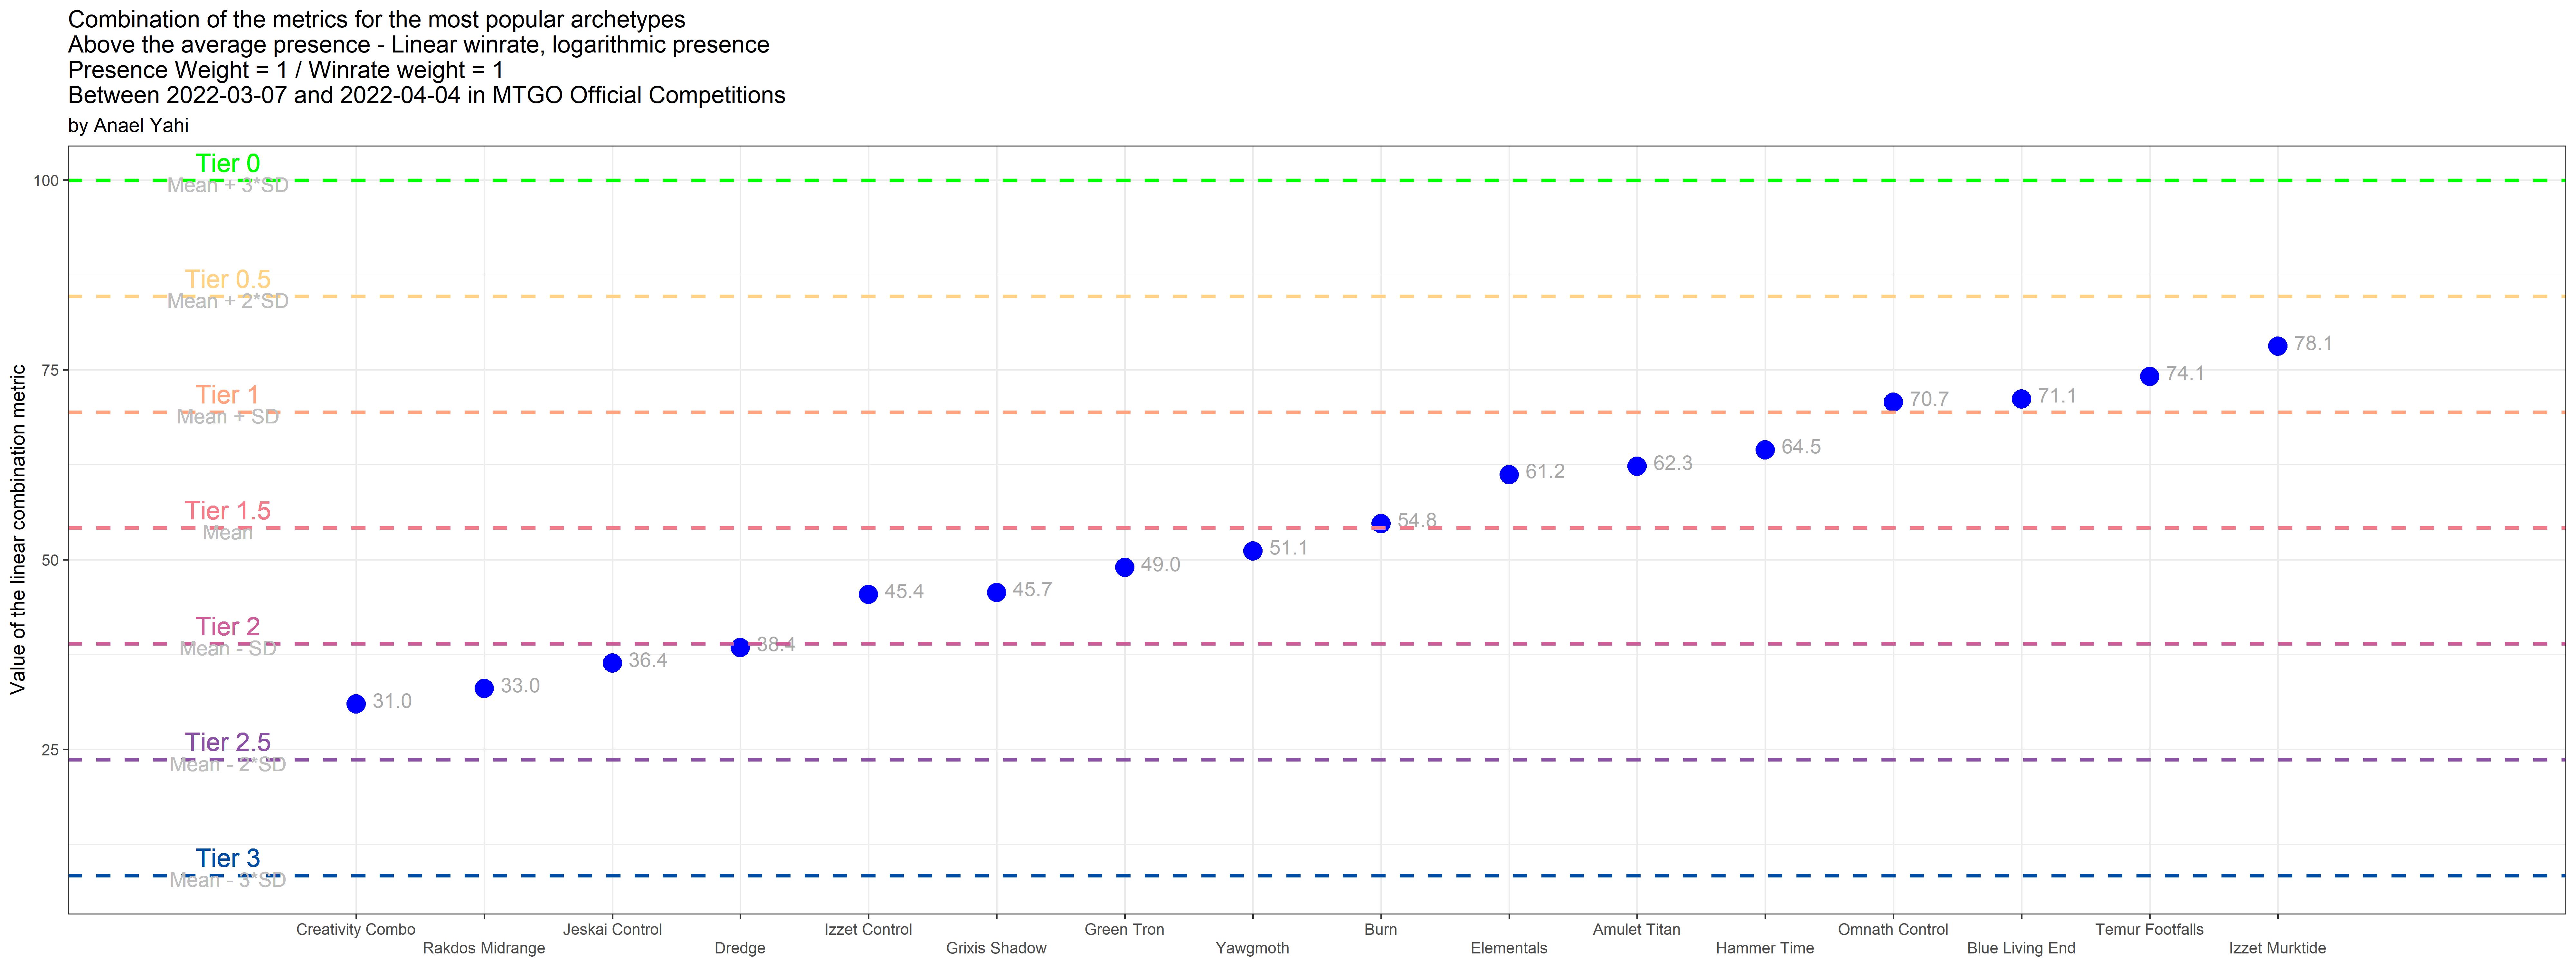 Combination of the metrics for the most popular archetypes
Above the average presence - Linear winrate, logarithmic presence
Presence Weight = 1 / Winrate weight = 1
Between 2022-03-07 and 2022-04-04 in MTGO Official Competitions
by Anael Yahi
Value of the linear combination metric
100
75
50
25
Tier 0
Mean + 3*SD
Tier 0.5
Mean + 2*SD
Tier 1
Mean + SD
Tier 1.5
Mean
Tier 2
Mean - SD
Tier 2.5
Mean - 2*SD
Tier 3
Mean - 3*SD
31.0
33.0
36.4
38.4
45.4
45.7
49.0
51.1
54.8
61.2
62.3
64.5
70.7
71.1
74.1
78.1
Creativity Combo
Rakdos Midrange
Jeskai Control
Dredge
Izzet Control
Grixis Shadow
Green Tron
Yawgmoth
Burn
Elementals
Amulet Titan
Hammer Time
Omnath Control
Blue Living End
Temur Footfalls
Izzet Murktide